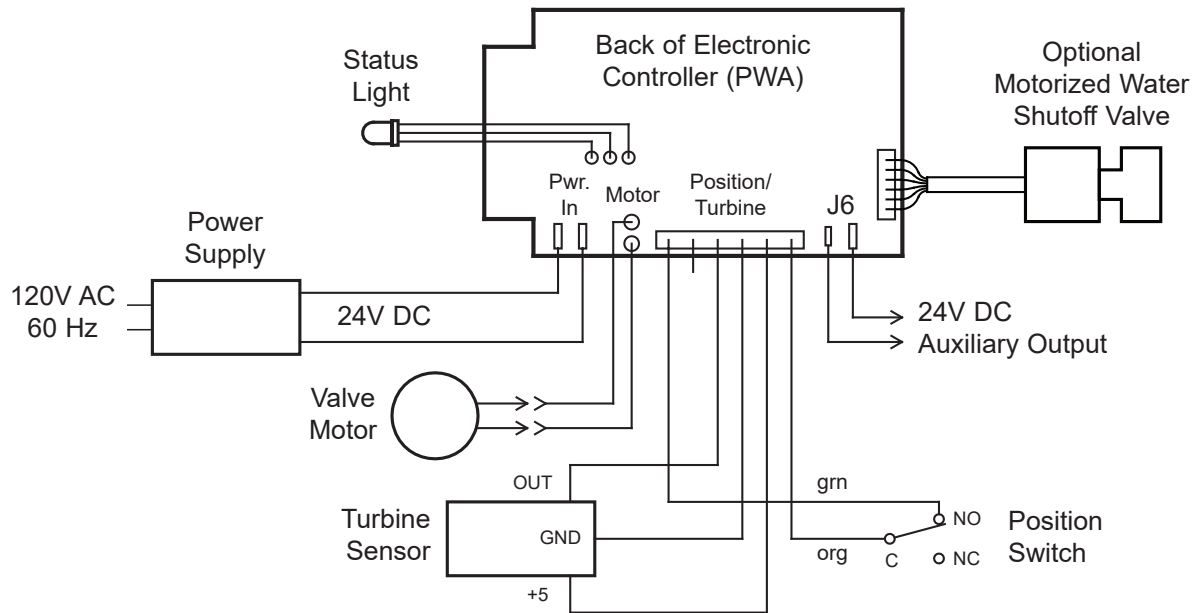 Back of Electronic
Controller (PWA)
Status
Light
Optional
Motorized Water
Shutoff Valve
Pwr.
In
Motor
Position/
Turbine
J6
Power
Supply
120V AC
60 Hz
24V DC
24V DC
Auxiliary Output
Valve
Motor
OUT
GND
+5
Turbine
Sensor
grn
org
NO
C
NC
Position
Switch